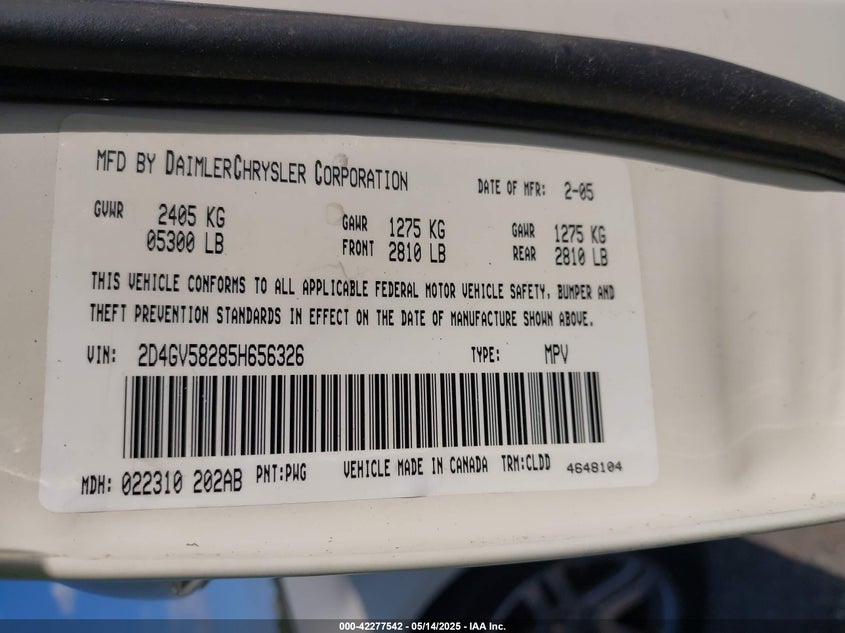 MFD BY DAIMLERCHRYSLER CORPORATION DATE OF MFR: 2-05
GVWR 2405 KG GAWR 1275 KG GAWR 1275 KG
05300 LB FRONT 2810 LB REAR 2810 LB
THIS VEHICLE CONFORMS TO ALL APPLICABLE FEDERAL MOTOR VEHICLE SAFETY, BUMPER AND
THEFT PREVENTION STANDARDS IN EFFECT ON THE DATE OF MANUFACTURE SHOWN ABOVE.
VIN: 2D4GV58285H656326 TYPE: MPV
MDH: 022310 202AB PNT:PWG VEHICLE MADE IN CANADA TRM:CLDD 4648104
000-42277542 - 05/14/2025 - IAA Inc.